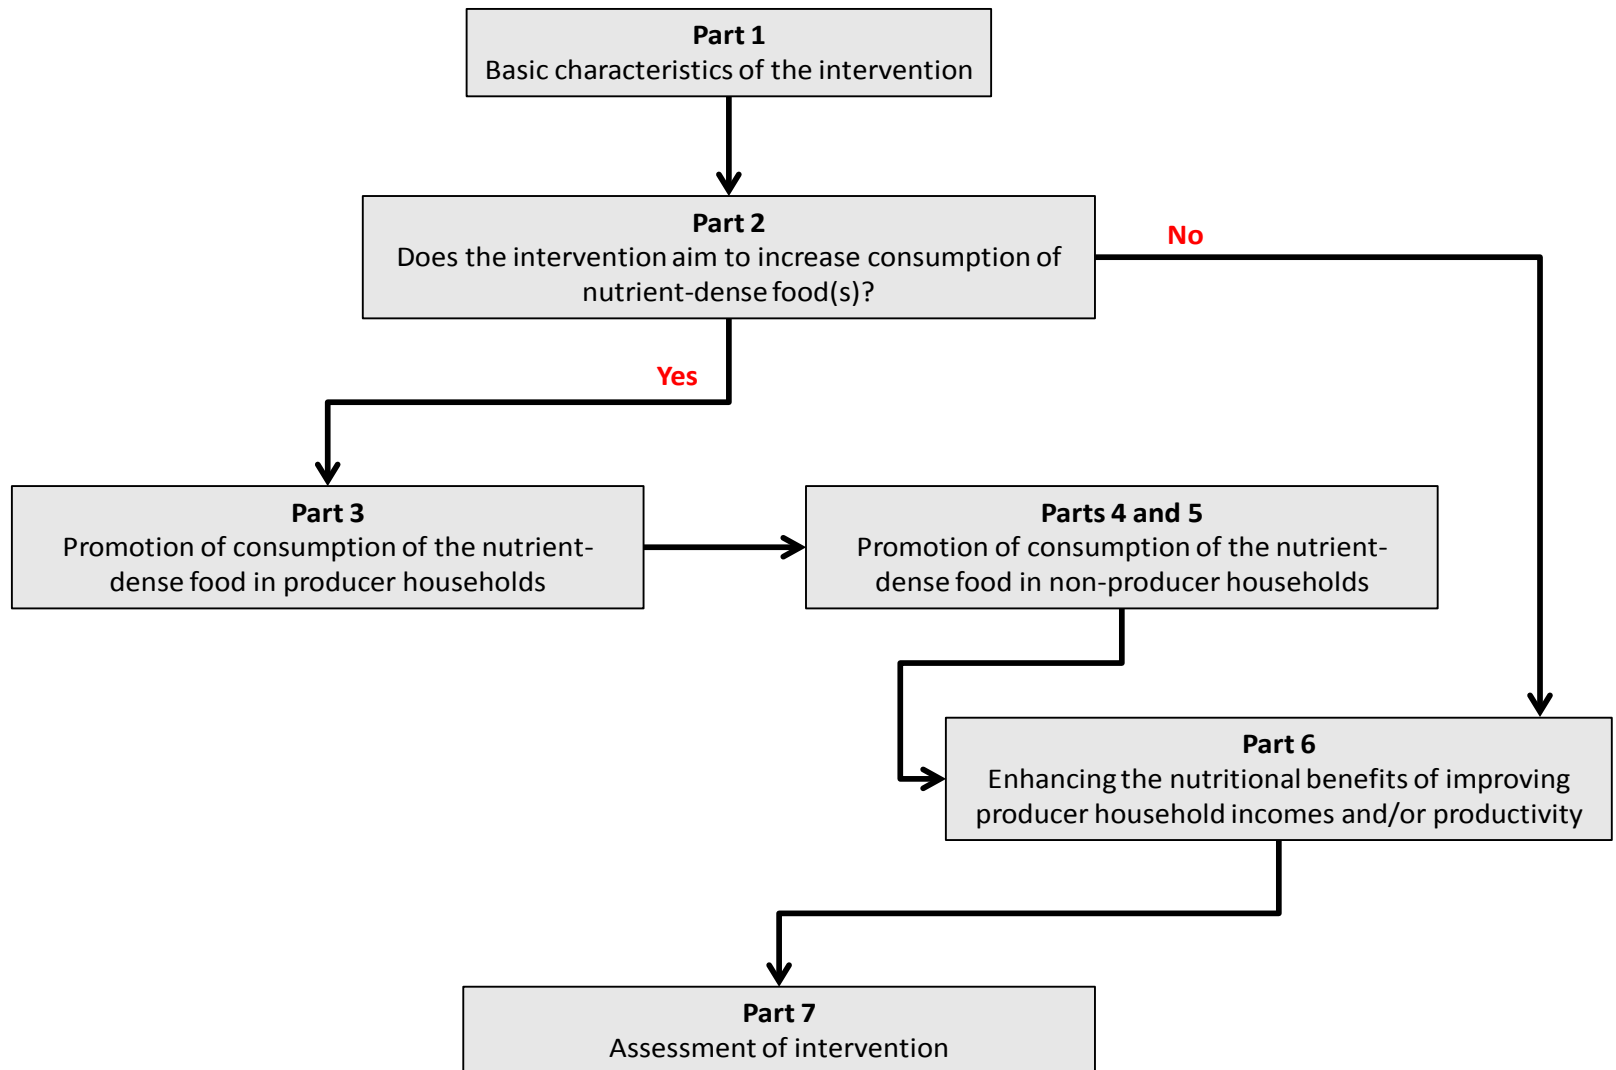 Part 1
Basic characteristics of the intervention
Part 2
Does the intervention aim to increase consumption of
nutrient-dense food(s)?
No
Yes
Part 3
Promotion of consumption of the nutrient-
dense food in producer households
Parts 4 and 5
Promotion of consumption of the nutrient-
dense food in non-producer households
Part 6
Enhancing the nutritional benefits of improving
producer household incomes and/or productivity
Part 7
Assessment of intervention